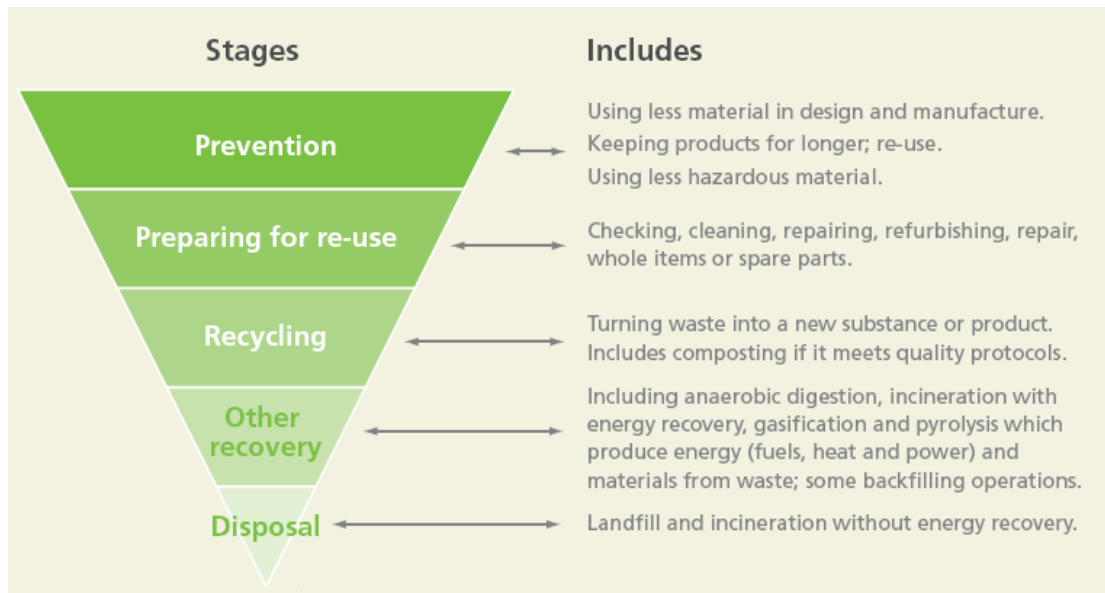 Stages
Includes
Prevention
Using less material in design and manufacture.
Keeping products for longer; re-use.
Using less hazardous material.
Preparing for re-use
Checking, cleaning, repairing, refurbishing, repair,
whole items or spare parts.
Recycling
Turning waste into a new substance or product.
Includes composting if it meets quality protocols.
Other
recovery
Including anaerobic digestion, incineration with
energy recovery, gasification and pyrolysis which
produce energy (fuels, heat and power) and
materials from waste; some backfilling operations.
Disposal
Landfill and incineration without energy recovery.